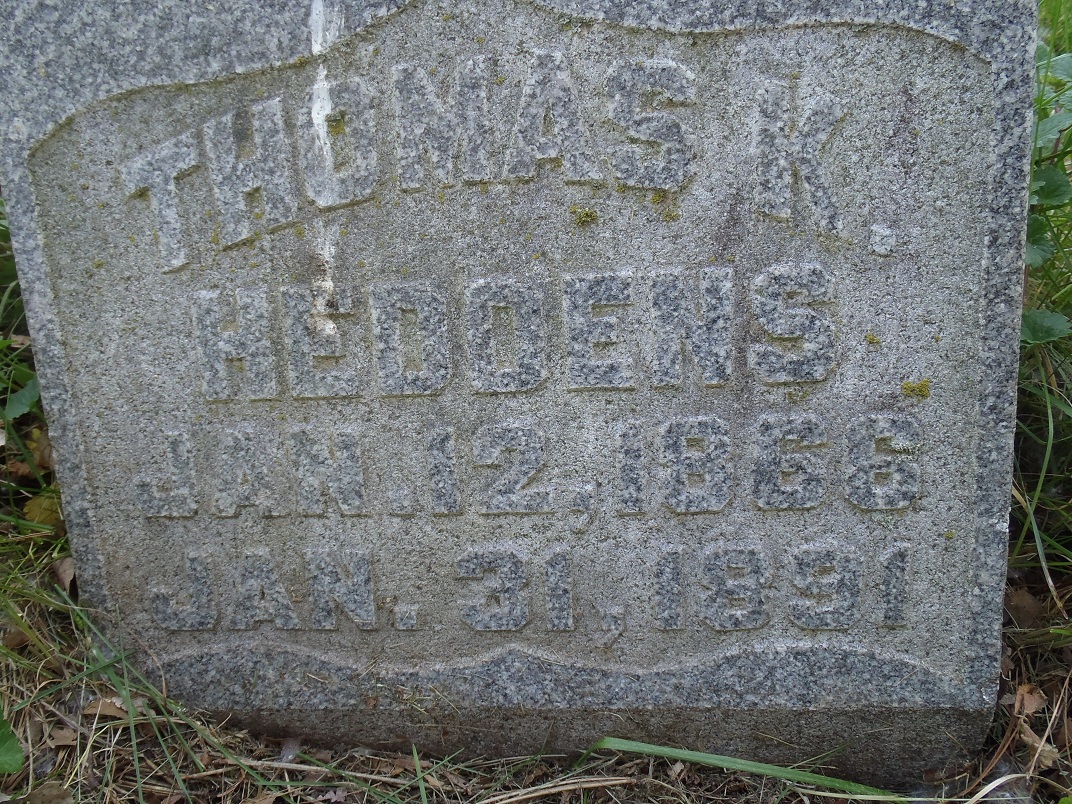 THOMAS K.
HEDDENS
JAN. 12, 1866
JAN. 31, 1891